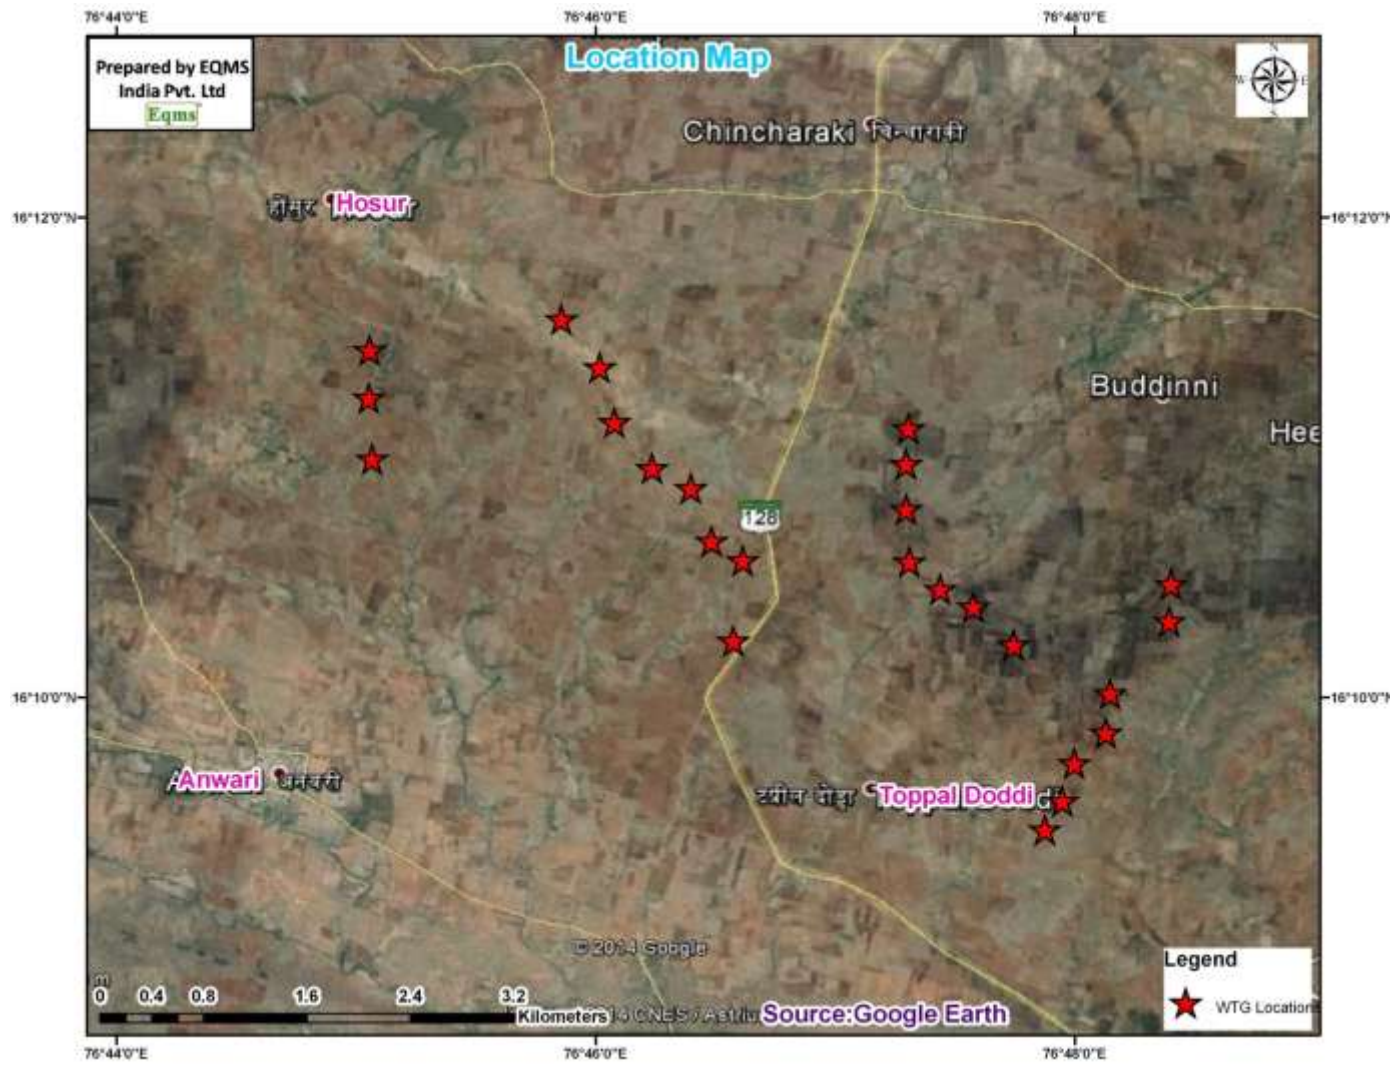 76°44'0"E
76°46'0"E
76°48'0"E
Prepared by EQMS
India Pvt. Ltd
Eqms
Location Map
N
W
E
Chincharaki
16°12'0"N
16°12'0"N
Hosur
Buddinni
Hee
128
16°10'0"N
16°10'0"N
Anwari
Toppal Doddi
© 2014 Google
Legend
WTG Location
0 0.4 0.8 1.6 2.4 3.2
Kilometers
Source:Google Earth
76°44'0"E
76°46'0"E
76°48'0"E